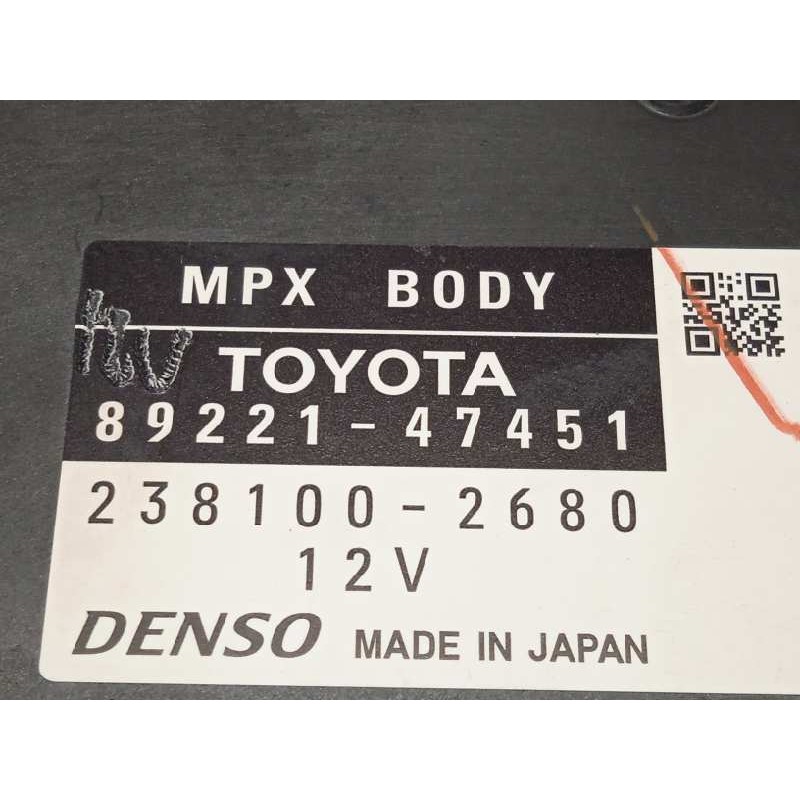 MPX BODY
TOYOTA
89221-47451
238100-2680
12V
DENSO MADE IN JAPAN